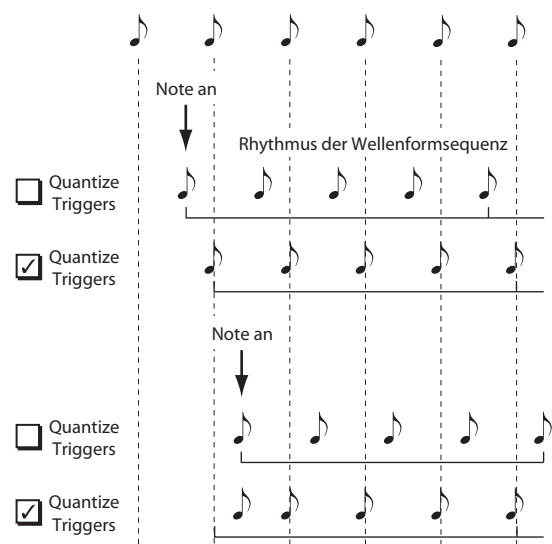 Note an
Rhythmus der Wellenformsequenz
Quantize
Triggers
Quantize
Triggers
Note an
Quantize
Triggers
Quantize
Triggers